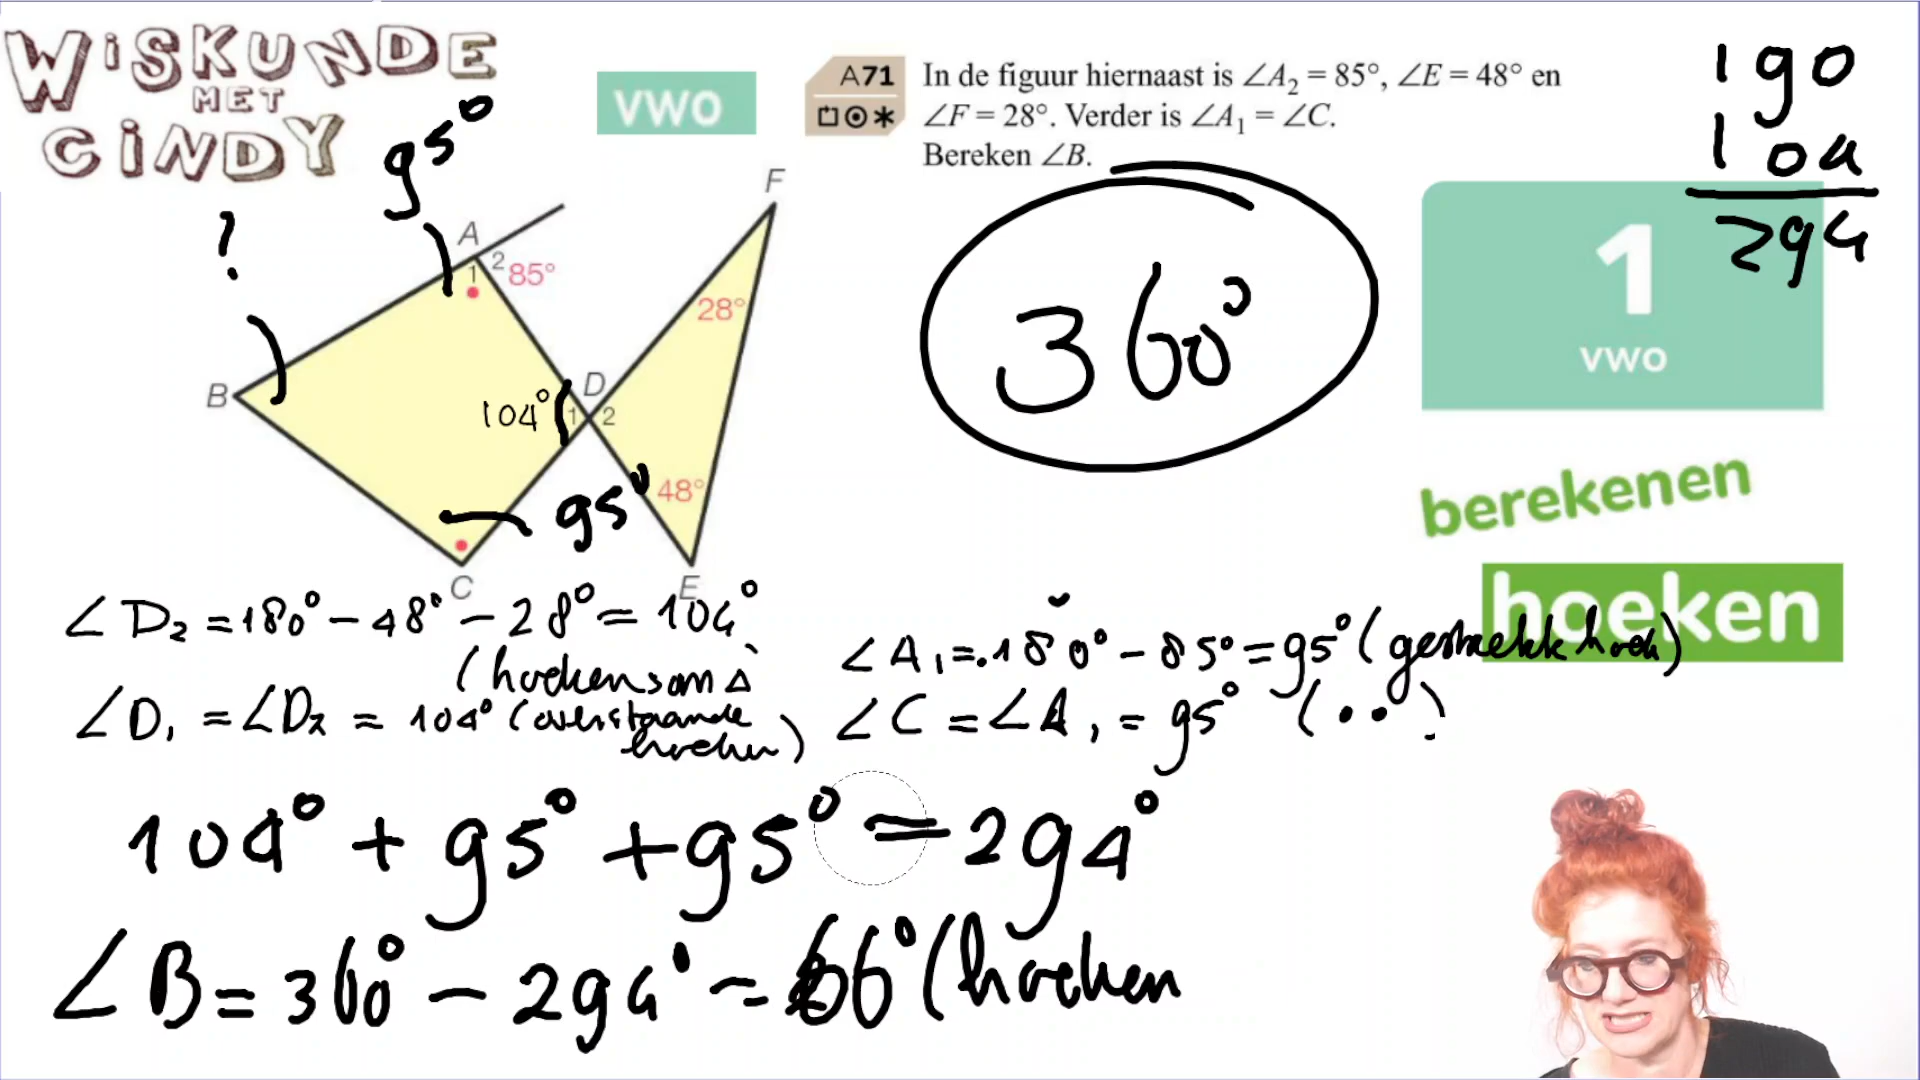 WiSKUNDE
MET
CiNDY
vwo
A71
In de figuur hiernaast is ∠A₂ = 85°, ∠E = 48° en
∠F = 28°. Verder is ∠A₁ = ∠C.
Bereken ∠B.
190
104
294
95°
?
F
A
1
2
85°
28°
B
D
104°
1
2
95°
48°
C
E
360°
1
vwo
berekenen
hoeken
∠D₂ = 180° - 48° - 28° = 104°
(hoekensom △
∠D₁ = ∠D₂ = 104° (overstaande
hoeken)
∠A₁ = 180° - 85° = 95° (gestrekte hoek)
∠C = ∠A₁ = 95° (• •)
104° + 95° + 95° = 294°
∠B = 360° - 294° = 66° (hoeken